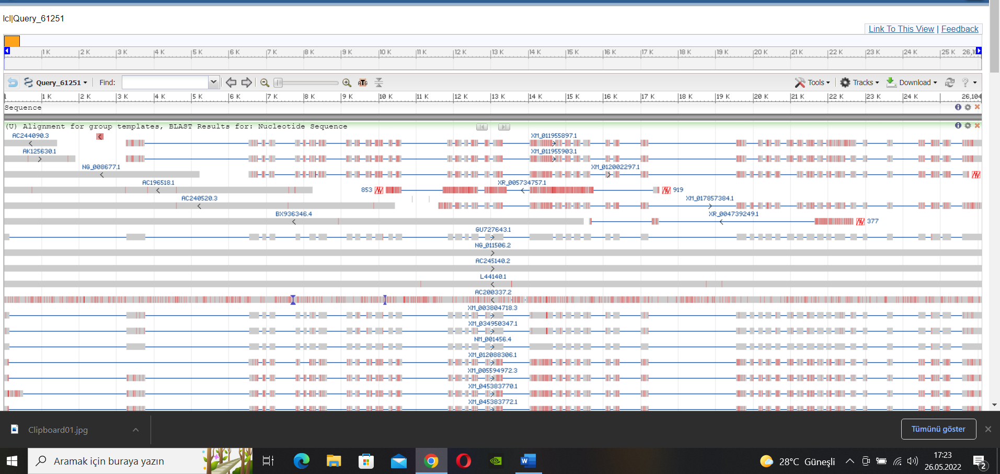 lcl|Query_61251
Link To This View | Feedback
1 K 2 K 3 K 4 K 5 K 6 K 7 K 8 K 9 K 10 K 11 K 12 K 13 K 14 K 15 K 16 K 17 K 18 K 19 K 20 K 21 K 22 K 23 K 24 K 25 K 26,10
Query_61251 Find: ATG Tools Tracks Download ?
1 1 K 2 K 3 K 4 K 5 K 6 K 7 K 8 K 9 K 10 K 11 K 12 K 13 K 14 K 15 K 16 K 17 K 18 K 19 K 20 K 21 K 22 K 23 K 24 K 26,104
Sequence
(U) Alignment for group templates, BLAST Results for: Nucleotide Sequence
AC244090.3 XM_011955897.1
AK125630.1 XM_011955903.1
NG_008677.1 XM_012002297.1
AC196518.1 853 XR_005734757.1 919
AC240520.3 XM_017857384.1
BX936346.4 XR_004739249.1 377
GU727643.1
NG_011506.2
AC245140.2
L44140.1
AC200337.2
XM_003804718.3
XM_034950347.1
NM_001456.4
XM_012088306.1
XM_005594972.3
XM_045383770.1
XM_045383772.1
Clipboard01.jpg Tümünü göster
Aramak için buraya yazın 28°C Güneşli 17:23
26.05.2022 2